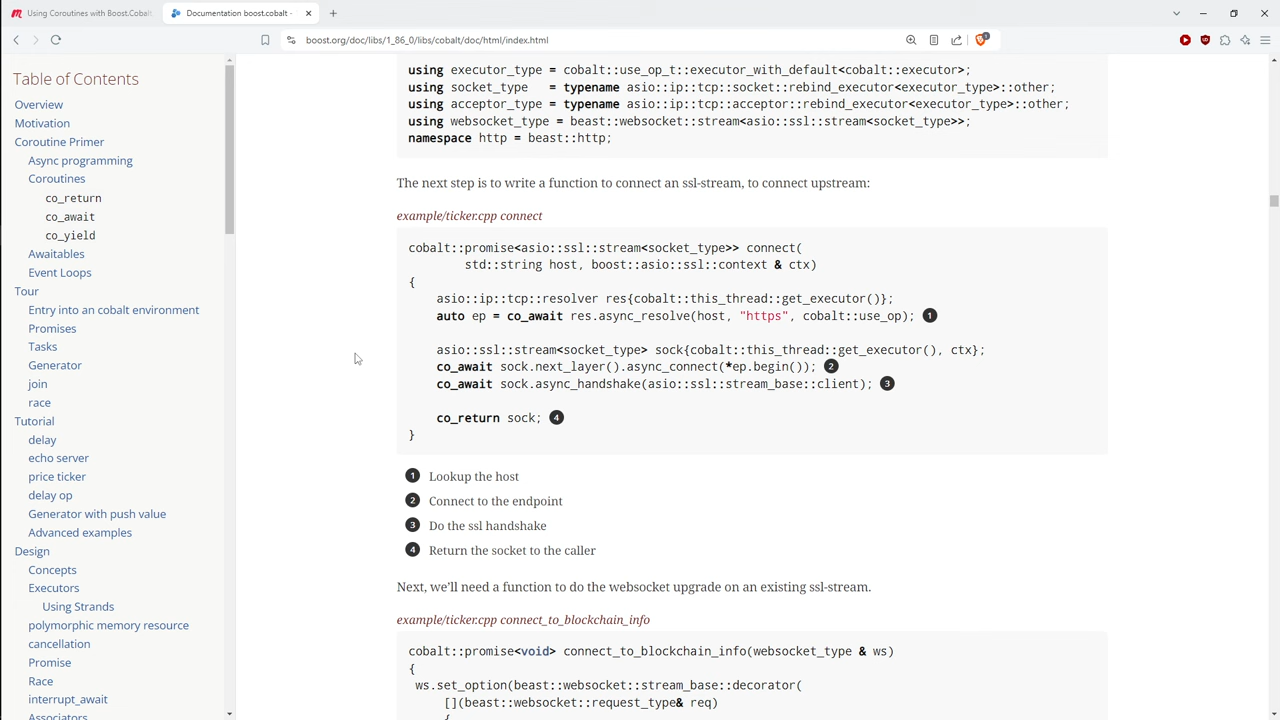 Using Coroutines with Boost.Cobalt
Documentation boost.cobalt -
boost.org/doc/libs/1_86_0/libs/cobalt/doc/html/index.html
Table of Contents
Overview
Motivation
Coroutine Primer
Async programming
Coroutines
co_return
co_await
co_yield
Awaitables
Event Loops
Tour
Entry into an cobalt environment
Promises
Tasks
Generator
join
race
Tutorial
delay
echo server
price ticker
delay op
Generator with push value
Advanced examples
Design
Concepts
Executors
Using Strands
polymorphic memory resource
cancellation
Promise
Race
interrupt_await
Associators
using executor_type = cobalt::use_op_t::executor_with_default<cobalt::executor>;
using socket_type   = typename asio::ip::tcp::socket::rebind_executor<executor_type>::other;
using acceptor_type = typename asio::ip::tcp::acceptor::rebind_executor<executor_type>::other;
using websocket_type = beast::websocket::stream<asio::ssl::stream<socket_type>>;
namespace http = beast::http;
The next step is to write a function to connect an ssl-stream, to connect upstream:
example/ticker.cpp connect
cobalt::promise<asio::ssl::stream<socket_type>> connect(
        std::string host, boost::asio::ssl::context & ctx)
{
    asio::ip::tcp::resolver res{cobalt::this_thread::get_executor()};
    auto ep = co_await res.async_resolve(host, "https", cobalt::use_op); 1
    asio::ssl::stream<socket_type> sock{cobalt::this_thread::get_executor(), ctx};
    co_await sock.next_layer().async_connect(*ep.begin()); 2
    co_await sock.async_handshake(asio::ssl::stream_base::client); 3
    co_return sock; 4
}
1 Lookup the host
2 Connect to the endpoint
3 Do the ssl handshake
4 Return the socket to the caller
Next, we’ll need a function to do the websocket upgrade on an existing ssl-stream.
example/ticker.cpp connect_to_blockchain_info
cobalt::promise<void> connect_to_blockchain_info(websocket_type & ws)
{
 ws.set_option(beast::websocket::stream_base::decorator(
     [](beast::websocket::request_type& req)
     {